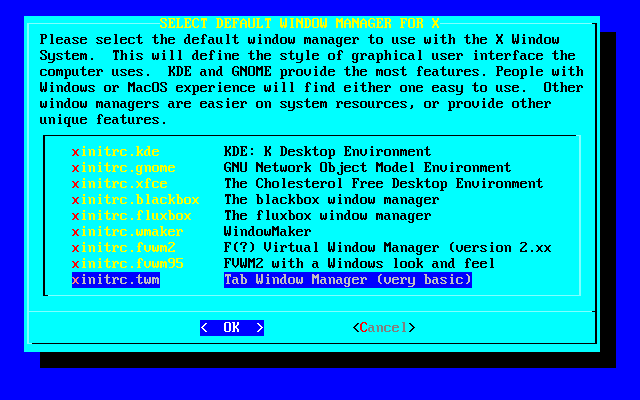 SELECT DEFAULT WINDOW MANAGER FOR X
Please select the default window manager to use with the X Window
System.  This will define the style of graphical user interface the
computer uses.  KDE and GNOME provide the most features. People with
Windows or MacOS experience will find either one easy to use.  Other
window managers are easier on system resources, or provide other
unique features.
xinitrc.kde KDE: K Desktop Environment
xinitrc.gnome GNU Network Object Model Environment
xinitrc.xfce The Cholesterol Free Desktop Environment
xinitrc.blackbox The blackbox window manager
xinitrc.fluxbox The fluxbox window manager
xinitrc.wmaker WindowMaker
xinitrc.fvwm2 F(?) Virtual Window Manager (version 2.xx
xinitrc.fvwm95 FVWM2 with a Windows look and feel
xinitrc.twm Tab Window Manager (very basic)
<  OK  > <Cancel>